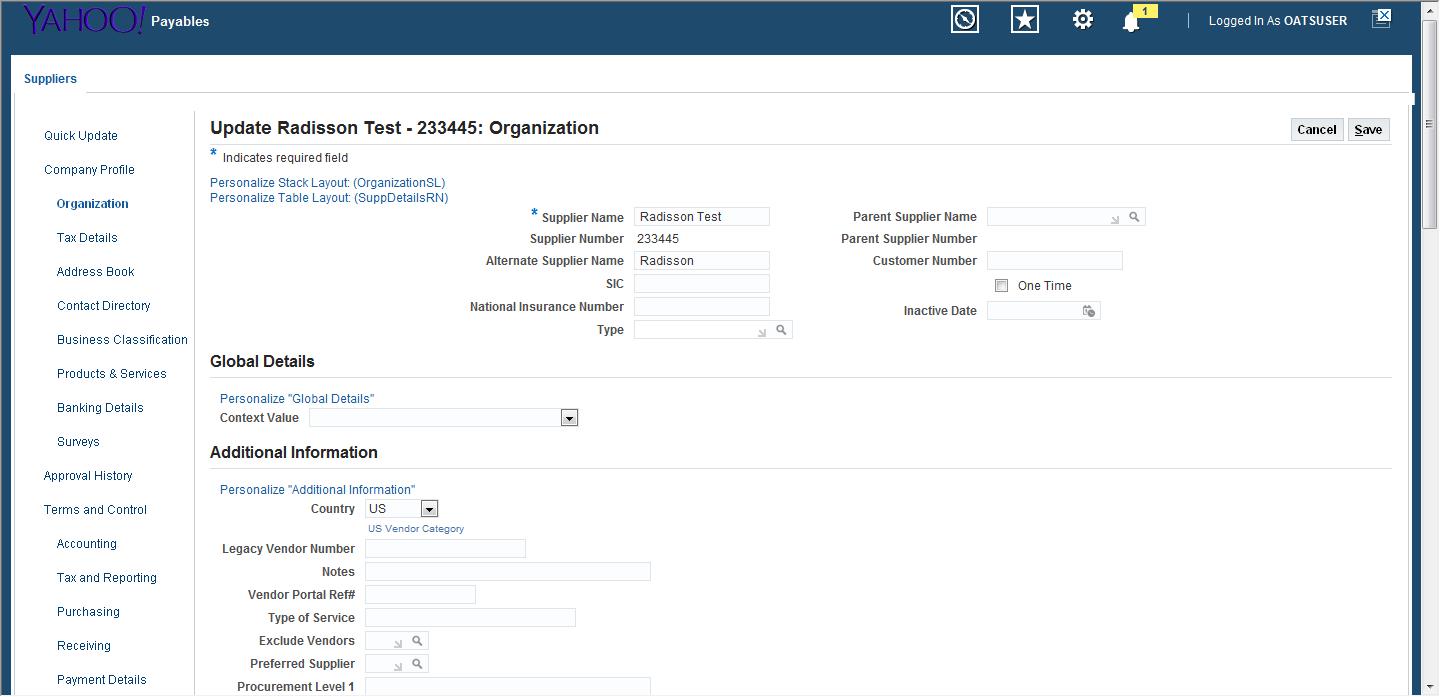 YAHOO! Payables
1
Logged In As OATSUSER
Suppliers
Quick Update
Company Profile
Organization
Tax Details
Address Book
Contact Directory
Business Classification
Products & Services
Banking Details
Surveys
Approval History
Terms and Control
Accounting
Tax and Reporting
Purchasing
Receiving
Payment Details
Update Radisson Test - 233445: Organization
Cancel Save
* Indicates required field
Personalize Stack Layout: (OrganizationSL)
Personalize Table Layout: (SuppDetailsRN)
* Supplier Name Radisson Test
Supplier Number 233445
Alternate Supplier Name Radisson
SIC
National Insurance Number
Type
Parent Supplier Name
Parent Supplier Number
Customer Number
One Time
Inactive Date
Global Details
Personalize "Global Details"
Context Value
Additional Information
Personalize "Additional Information"
Country US
US Vendor Category
Legacy Vendor Number
Notes
Vendor Portal Ref#
Type of Service
Exclude Vendors
Preferred Supplier
Procurement Level 1